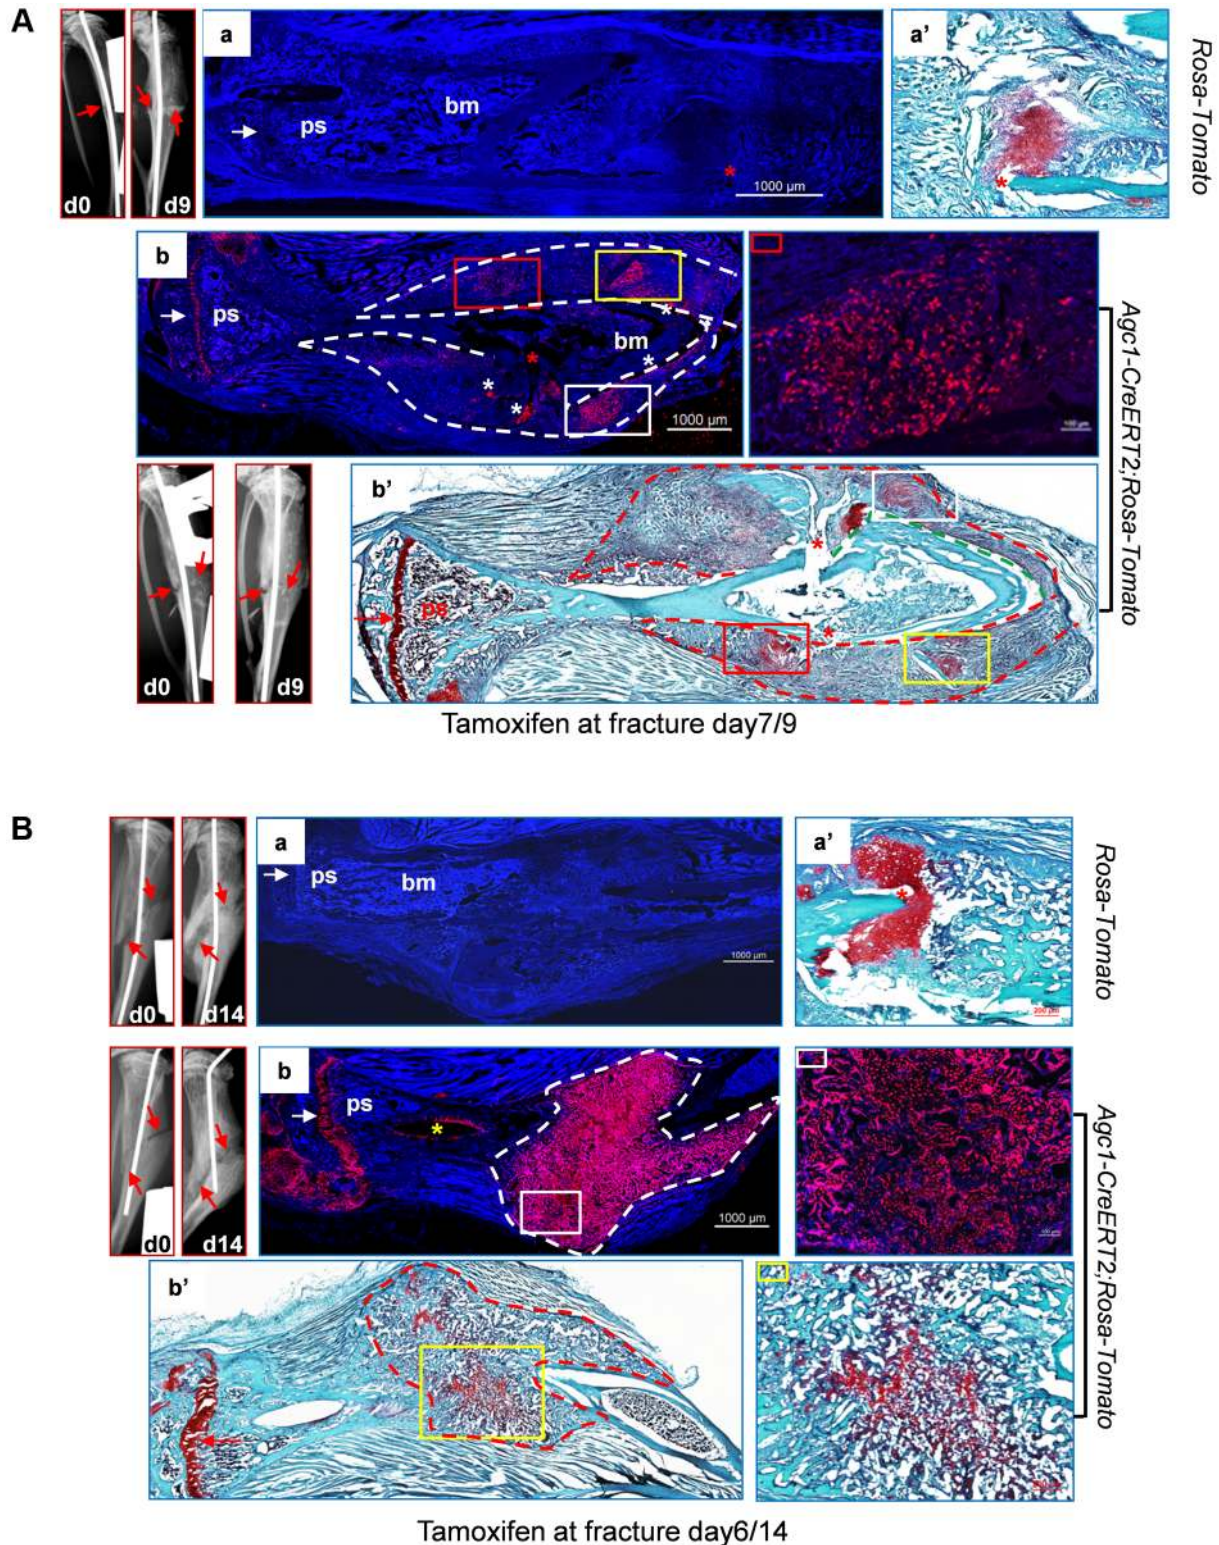 A
d0
d9
a
ps
bm
*
1000 µm
a'
*
Rosa-Tomato
b
ps
bm
*
*
*
*
*
1000 µm
Agc1-CreERT2;Rosa-Tomato
d0
d9
b'
ps
*
*
Tamoxifen at fracture day7/9
B
d0
d14
a
ps
bm
1000 µm
a'
*
200 µm
Rosa-Tomato
d0
d14
b
ps
*
1000 µm
Agc1-CreERT2;Rosa-Tomato
b'
Tamoxifen at fracture day6/14